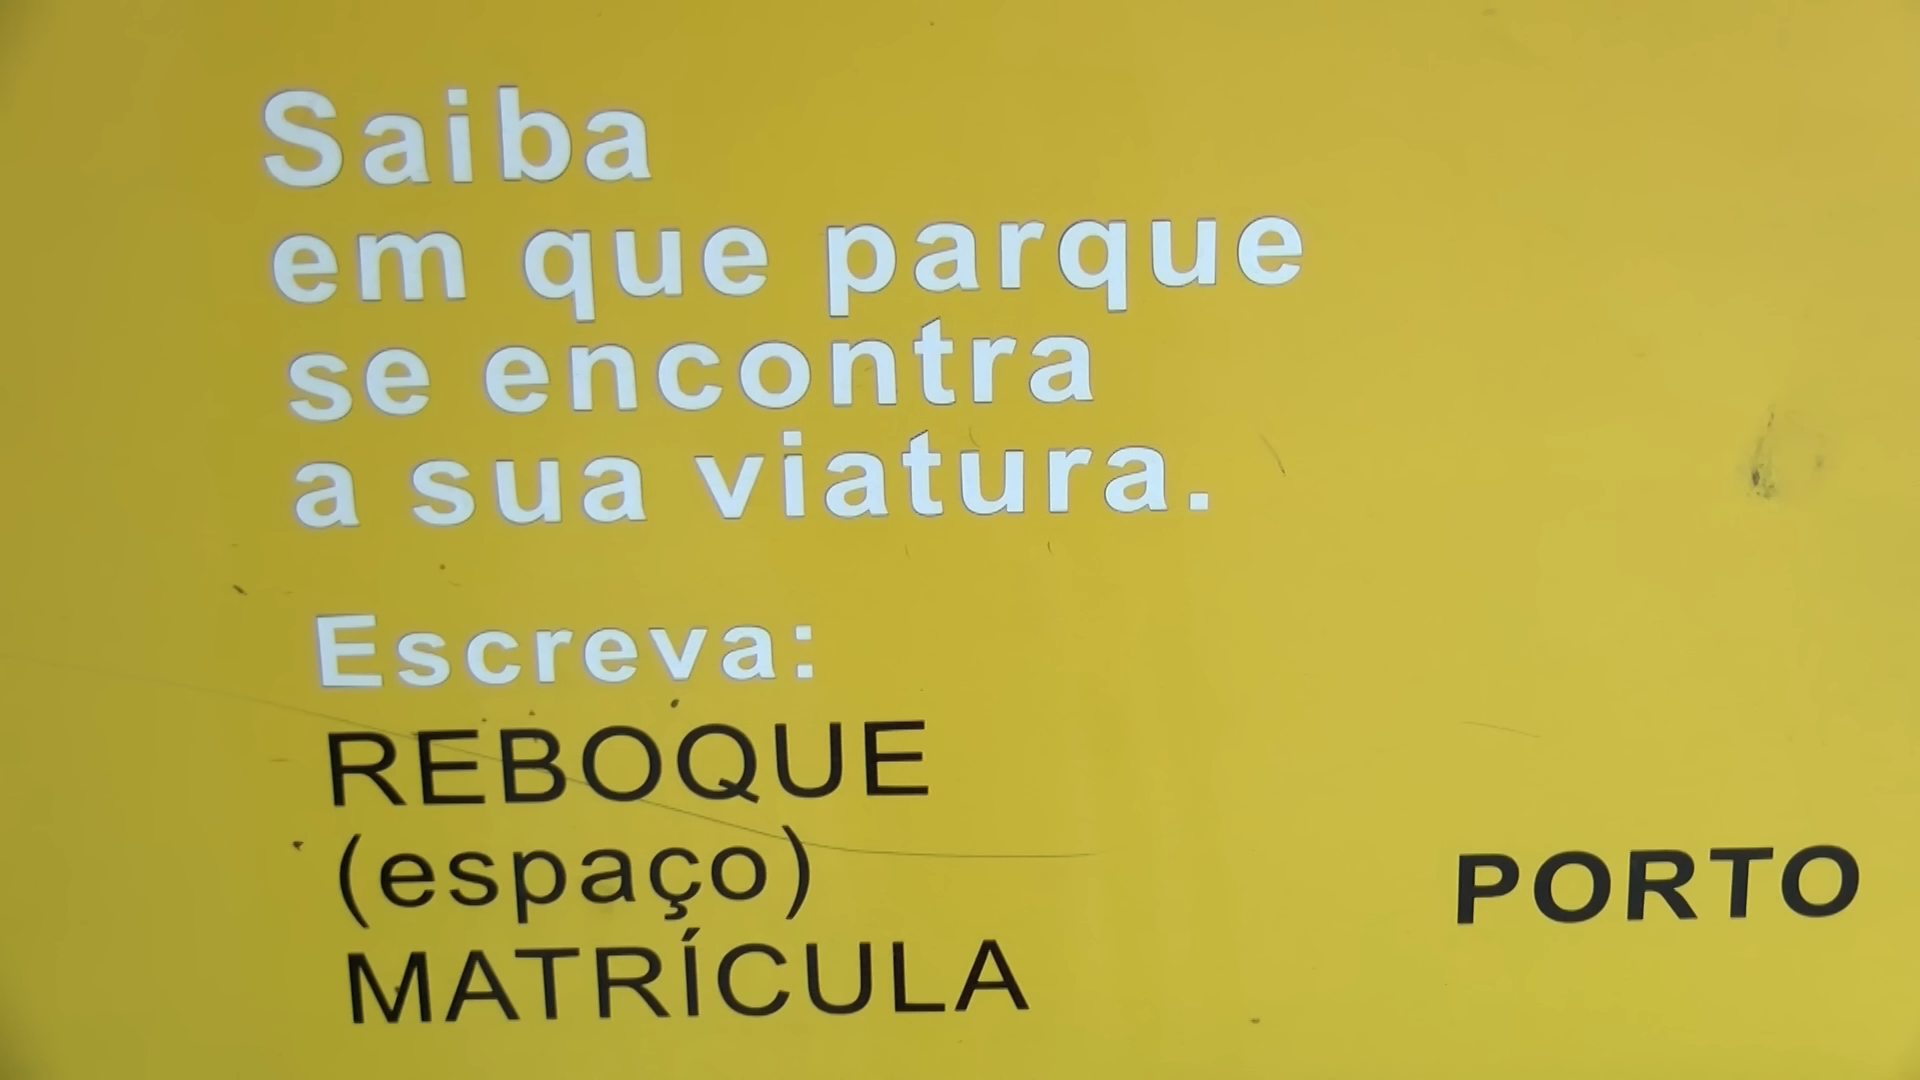 Saiba
em que parque
se encontra
a sua viatura.
Escreva:
REBOQUE
(espaço)
MATRÍCULA
PORTO